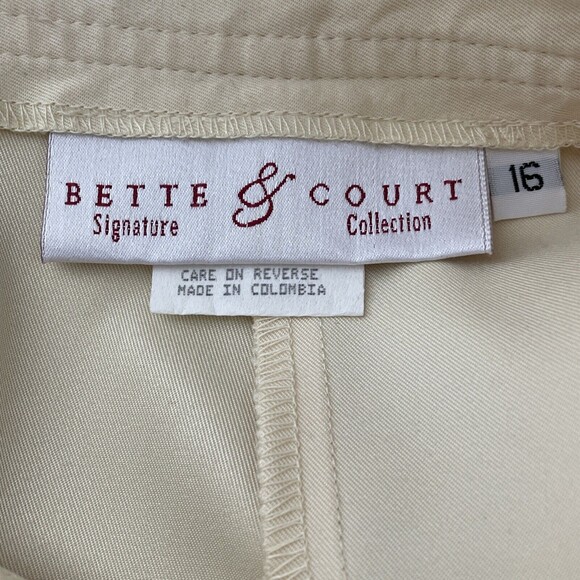 BETTE & COURT
Signature Collection
16
CARE ON REVERSE
MADE IN COLOMBIA